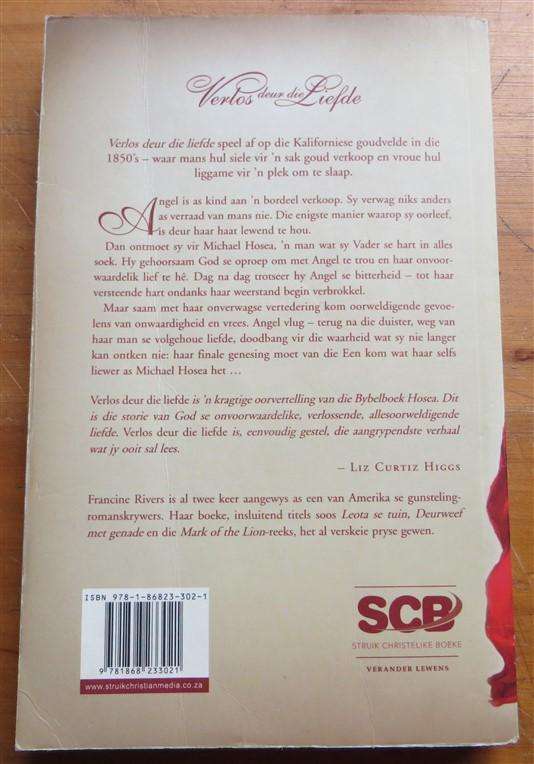 Verlos deur die Liefde
Verlos deur die liefde speel af op die Kaliforniese goudvelde in die
1850's – waar mans hul siele vir 'n sak goud verkoop en vroue hul
liggame vir 'n plek om te slaap.
Angel is as kind aan 'n bordeel verkoop. Sy verwag niks anders
as verraad van mans nie. Die enigste manier waarop sy oorleef,
is deur haar haat lewend te hou.
Dan ontmoet sy vir Michael Hosea, 'n man wat sy Vader se hart in alles
soek. Hy gehoorsaam God se oproep om met Angel te trou en haar onvoor-
waardelik lief te hê. Dag na dag trotseer hy Angel se bitterheid – tot haar
versteende hart ondanks haar weerstand begin verbrokkel.
Maar saam met haar onverwagse vertedering kom oorweldigende gevoe-
lens van onwaardigheid en vrees. Angel vlug – terug na die duister, weg van
haar man se volgehoue liefde, doodbang vir die waarheid wat sy nie langer
kan ontken nie: haar finale genesing moet van die Een kom wat haar selfs
liewer as Michael Hosea het …
Verlos deur die liefde is 'n kragtige oorvertelling van die Bybelboek Hosea. Dit
is die storie van God se onvoorwaardelike, verlossende, allesoorweldigende
liefde. Verlos deur die liefde is, eenvoudig gestel, die aangrypendste verhaal
wat jy ooit sal lees.
– Liz Curtiz Higgs
Francine Rivers is al twee keer aangewys as een van Amerika se gunsteling-
romanskrywers. Haar boeke, insluitend titels soos Leota se tuin, Deurweef
met genade en die Mark of the Lion-reeks, het al verskeie pryse gewen.
ISBN 978-1-86823-302-1
9 781868 233021
www.struikchristianmedia.co.za
SCB
STRUIK CHRISTELIKE BOEKE
VERANDER LEWENS